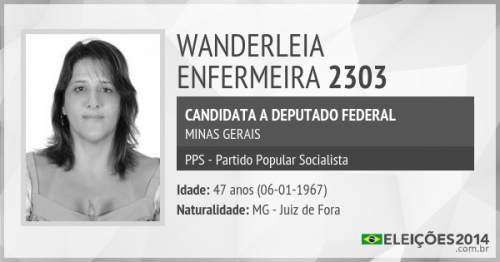 WANDERLEIA
ENFERMEIRA 2303
CANDIDATA A DEPUTADO FEDERAL
MINAS GERAIS
PPS - Partido Popular Socialista
Idade: 47 anos (06-01-1967)
Naturalidade: MG - Juiz de Fora
ELEIÇÕES2014
.com.br